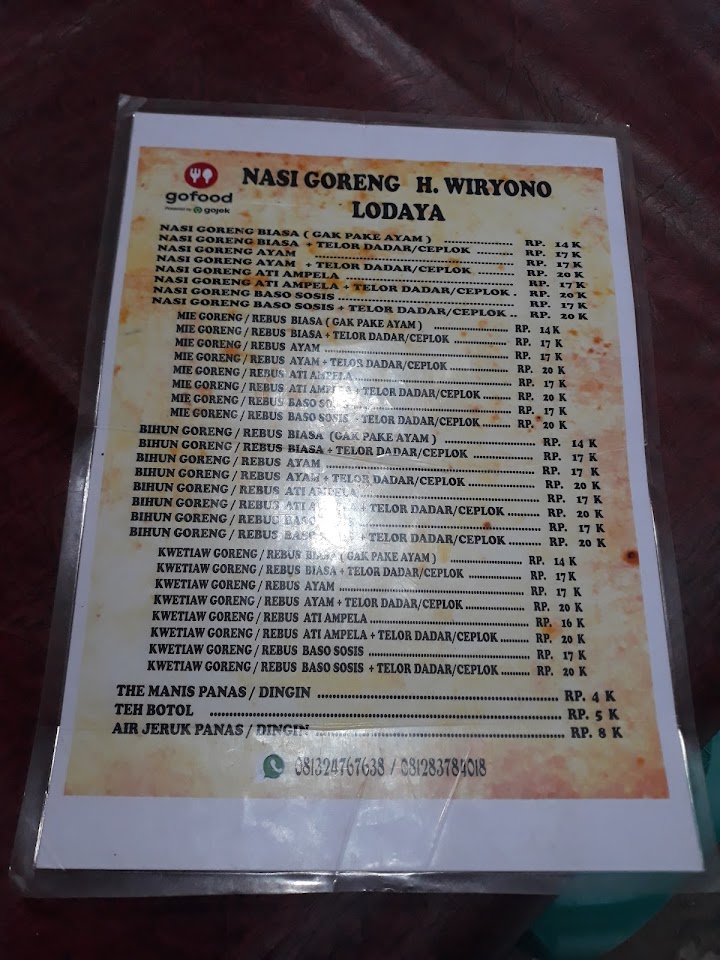 gofood
Powered by gojek
NASI GORENG H. WIRYONO
LODAYA
NASI GORENG BIASA ( GAK PAKE AYAM ) ........ RP. 14 K
NASI GORENG BIASA + TELOR DADAR/CEPLOK ........ RP. 17 K
NASI GORENG AYAM ........ RP. 17 K
NASI GORENG AYAM + TELOR DADAR/CEPLOK ........ RP. 20 K
NASI GORENG ATI AMPELA ........ RP. 17 K
NASI GORENG ATI AMPELA + TELOR DADAR/CEPLOK . RP. 20 K
NASI GORENG BASO SOSIS ........ RP. 17 K
NASI GORENG BASO SOSIS + TELOR DADAR/CEPLOK .. RP. 20 K
MIE GORENG / REBUS BIASA ( GAK PAKE AYAM ) ........ RP. 14 K
MIE GORENG / REBUS BIASA + TELOR DADAR/CEPLOK ........ RP. 17 K
MIE GORENG / REBUS AYAM ........ RP. 17 K
MIE GORENG / REBUS AYAM + TELOR DADAR/CEPLOK ........ RP. 20 K
MIE GORENG / REBUS ATI AMPELA ........ RP. 17 K
MIE GORENG / REBUS ATI AMPELA + TELOR DADAR/CEPLOK ........ RP. 20 K
MIE GORENG / REBUS BASO ........ RP. 17 K
MIE GORENG / REBUS BASO SOSIS + TELOR DADAR/CEPLOK ........ RP. 20 K
BIHUN GORENG / REBUS BIASA (GAK PAKE AYAM ) ........ RP. 14 K
BIHUN GORENG / REBUS BIASA + TELOR DADAR/CEPLOK ........ RP. 17 K
BIHUN GORENG / REBUS AYAM ........ RP. 17 K
BIHUN GORENG / REBUS AYAM + TELOR DADAR/CEPLOK ........ RP. 20 K
BIHUN GORENG / REBUS ATI AMPELA ........ RP. 17 K
BIHUN GORENG / REBUS ATI + TELOR DADAR/CEPLOK ........ RP. 20 K
BIHUN GORENG / REBUS BASO ........ RP. 17 K
BIHUN GORENG / REBUS BASO + TELOR DADAR/CEPLOK ........ RP. 20 K
KWETIAW GORENG / REBUS BIASA ( GAK PAKE AYAM ) ........ RP. 14 K
KWETIAW GORENG / REBUS BIASA + TELOR DADAR/CEPLOK ........ RP. 17 K
KWETIAW GORENG / REBUS AYAM ........ RP. 17 K
KWETIAW GORENG / REBUS AYAM + TELOR DADAR/CEPLOK ........ RP. 20 K
KWETIAW GORENG / REBUS ATI AMPELA ........ RP. 16 K
KWETIAW GORENG / REBUS ATI AMPELA + TELOR DADAR/CEPLOK ........ RP. 20 K
KWETIAW GORENG / REBUS BASO SOSIS ........ RP. 17 K
KWETIAW GORENG / REBUS BASO SOSIS + TELOR DADAR/CEPLOK ........ RP. 20 K
THE MANIS PANAS / DINGIN ........ RP. 4 K
TEH BOTOL ........ RP. 5 K
AIR JERUK PANAS / DINGIN ........ RP. 8 K
081324767638 / 081283784018